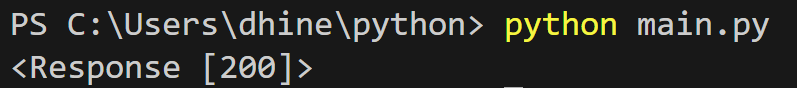 PS C:\Users\dhine\python> python main.py
<Response [200]>